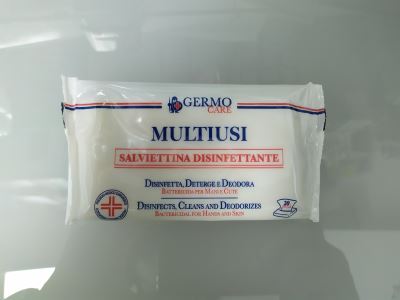 GERMO
CARE
MULTIUSI
SALVIETTINA DISINFETTANTE
DISINFETTA, DETERGE E DEODORA
BATTERICIDA PER MANI E CUTE
DISINFECTS, CLEANS AND DEODORIZES
BACTERICIDAL FOR HANDS AND SKIN
20